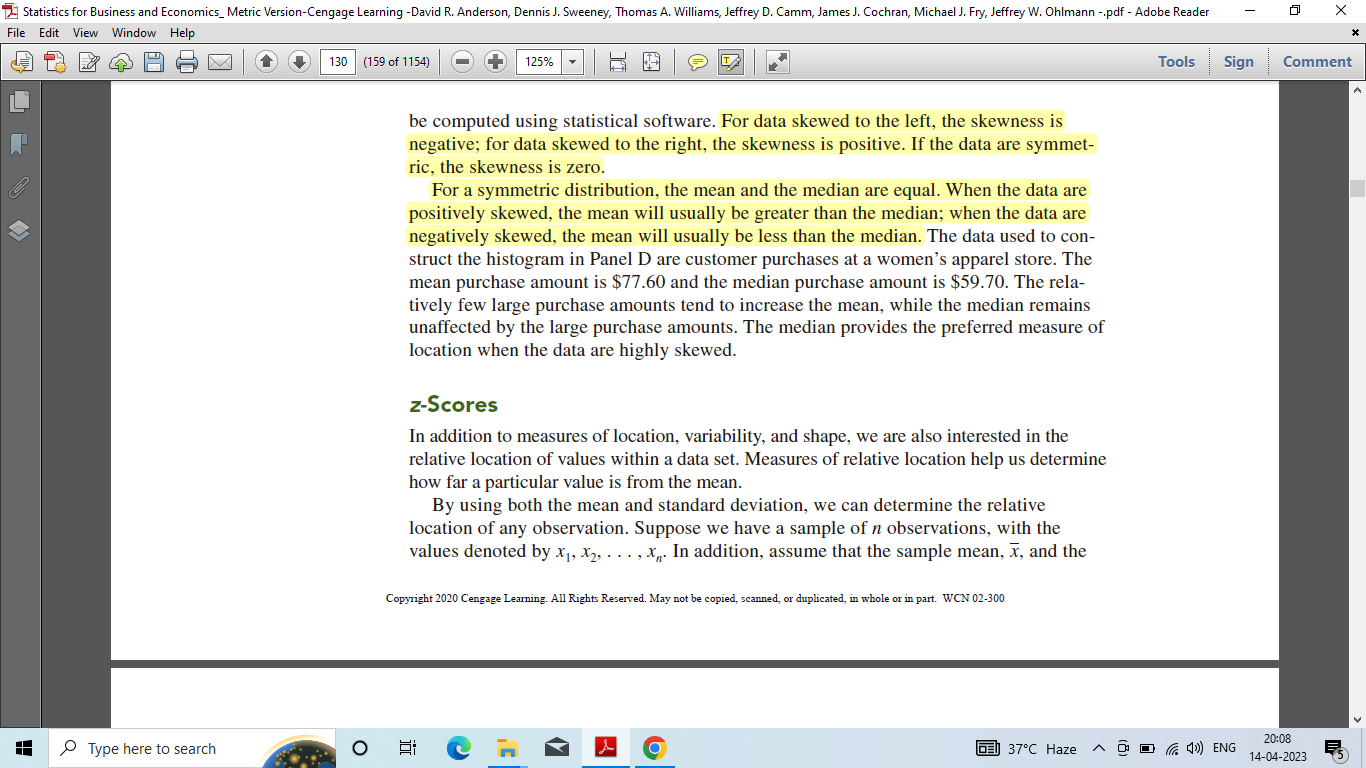 Statistics for Business and Economics_ Metric Version-Cengage Learning -David R. Anderson, Dennis J. Sweeney, Thomas A. Williams, Jeffrey D. Camm, James J. Cochran, Michael J. Fry, Jeffrey W. Ohlmann -.pdf - Adobe Reader
File Edit View Window Help
130 (159 of 1154) 125% Tools Sign Comment
be computed using statistical software. For data skewed to the left, the skewness is
negative; for data skewed to the right, the skewness is positive. If the data are symmet-
ric, the skewness is zero.
For a symmetric distribution, the mean and the median are equal. When the data are
positively skewed, the mean will usually be greater than the median; when the data are
negatively skewed, the mean will usually be less than the median. The data used to con-
struct the histogram in Panel D are customer purchases at a women’s apparel store. The
mean purchase amount is $77.60 and the median purchase amount is $59.70. The rela-
tively few large purchase amounts tend to increase the mean, while the median remains
unaffected by the large purchase amounts. The median provides the preferred measure of
location when the data are highly skewed.
z-Scores
In addition to measures of location, variability, and shape, we are also interested in the
relative location of values within a data set. Measures of relative location help us determine
how far a particular value is from the mean.
By using both the mean and standard deviation, we can determine the relative
location of any observation. Suppose we have a sample of n observations, with the
values denoted by x₁, x₂, . . . , xₙ. In addition, assume that the sample mean, x̄, and the
Copyright 2020 Cengage Learning. All Rights Reserved. May not be copied, scanned, or duplicated, in whole or in part. WCN 02-300
Type here to search
37°C Haze
ENG
20:08
14-04-2023
5